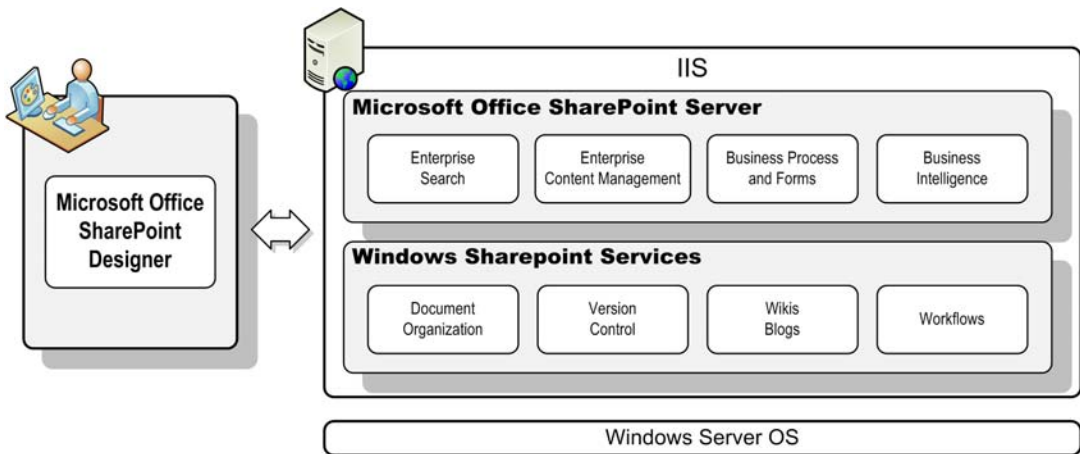 IIS
Microsoft Office SharePoint Server
Enterprise
Search
Enterprise
Content Management
Business Process
and Forms
Business
Intelligence
Microsoft Office
SharePoint
Designer
Windows Sharepoint Services
Document
Organization
Version
Control
Wikis
Blogs
Workflows
Windows Server OS